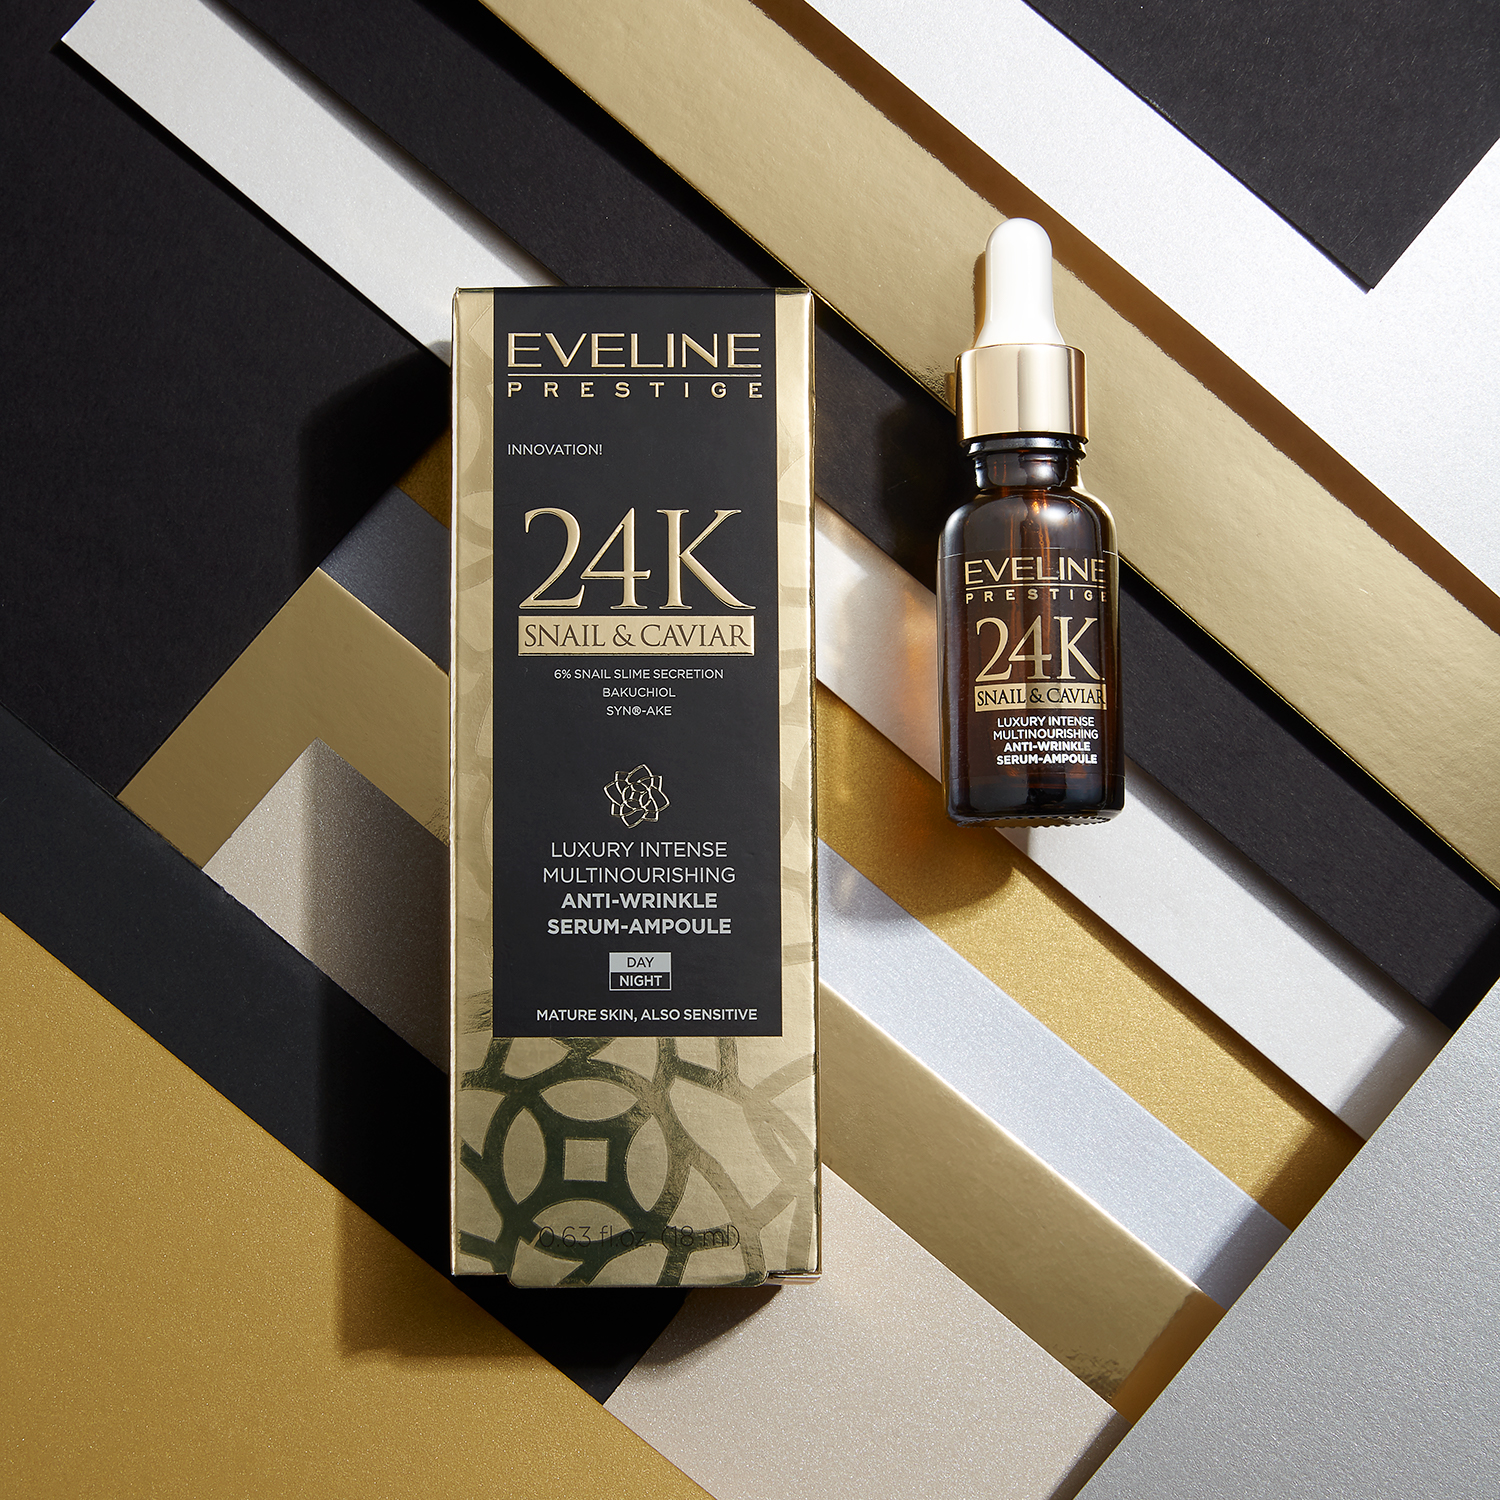 EVELINE
PRESTIGE
INNOVATION!
24K
SNAIL & CAVIAR
6% SNAIL SLIME SECRETION
BAKUCHIOL
SYN®-AKE
LUXURY INTENSE
MULTINOURISHING
ANTI-WRINKLE
SERUM-AMPOULE
DAY
NIGHT
MATURE SKIN, ALSO SENSITIVE
0.63 fl.oz. (18 ml)
EVELINE
PRESTIGE
24K
SNAIL & CAVIAR
LUXURY INTENSE
MULTINOURISHING
ANTI-WRINKLE
SERUM-AMPOULE